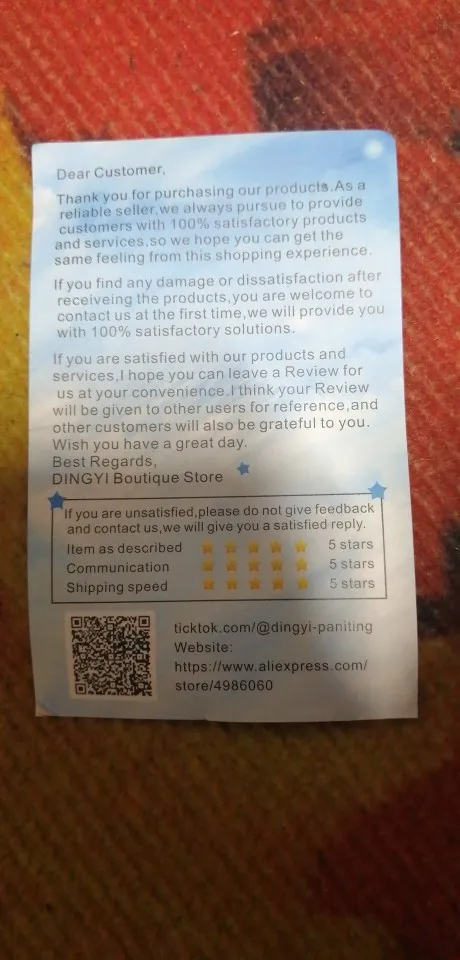 Dear Customer,
Thank you for purchasing our products.As a
reliable seller,we always pursue to provide
customers with 100% satisfactory products
and services,so we hope you can get the
same feeling from this shopping experience.
If you find any damage or dissatisfaction after
receiveing the products,you are welcome to
contact us at the first time,we will provide you
with 100% satisfactory solutions.
If you are satisfied with our products and
services,I hope you can leave a Review for
us at your convenience.I think your Review
will be given to other users for reference,and
other customers will also be grateful to you.
Wish you have a great day.
Best Regards,
DINGYI Boutique Store
If you are unsatisfied,please do not give feedback
and contact us,we will give you a satisfied reply.
Item as described 5 stars
Communication 5 stars
Shipping speed 5 stars
ticktok.com/@dingyi-paniting
Website:
https://www.aliexpress.com/
store/4986060